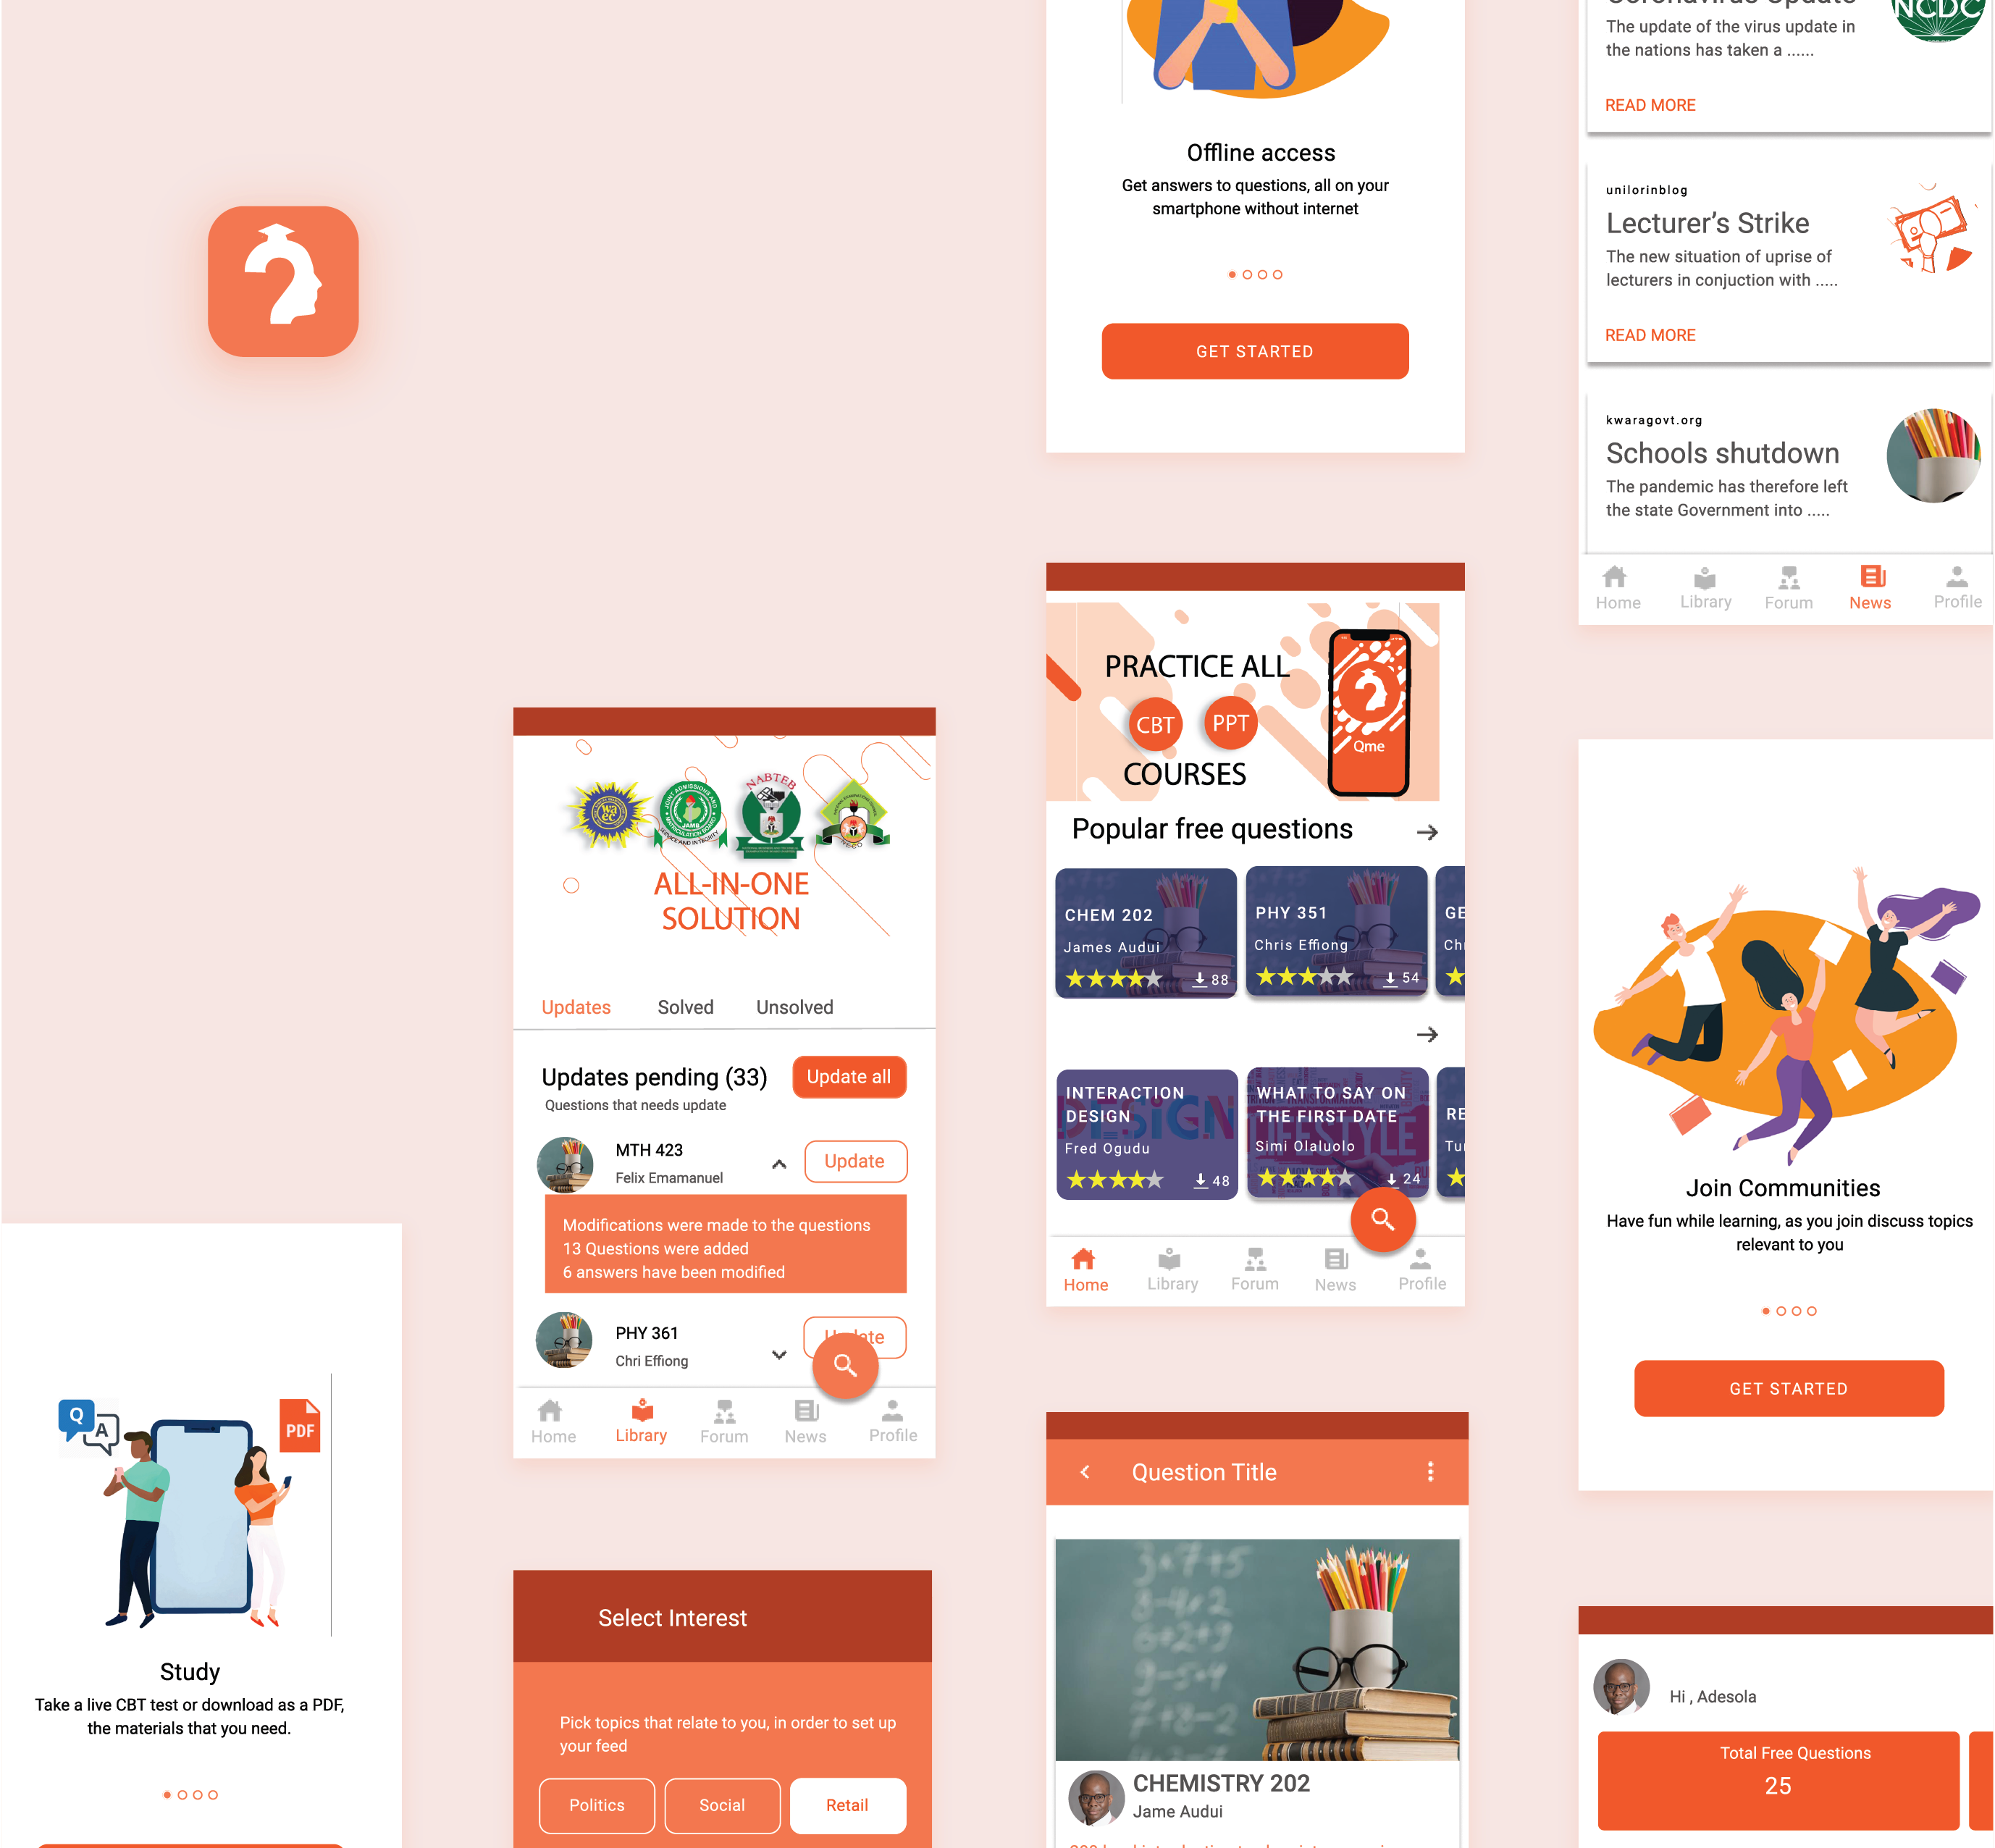 Q
A
PDF
Study
Take a live CBT test or download as a PDF,
the materials that you need.
NABTEB
JAMB
ALL-IN-ONE
SOLUTION
Updates Solved Unsolved
Updates pending (33) Update all
Questions that needs update
MTH 423
Felix Emamanuel
Update
Modifications were made to the questions
13 Questions were added
6 answers have been modified
PHY 361
Chri Effiong
Home Library Forum News Profile
Select Interest
Pick topics that relate to you, in order to set up
your feed
Politics Social Retail
Offline access
Get answers to questions, all on your
smartphone without internet
GET STARTED
PRACTICE ALL
CBT PPT
COURSES
Qme
Popular free questions
CHEM 202
James Audui
88
PHY 351
Chris Effiong
54
GE
INTERACTION
DESIGN
Fred Ogudu
48
WHAT TO SAY ON
THE FIRST DATE
Simi Olaluolo
24
RE
Home Library Forum News Profile
Question Title
CHEMISTRY 202
Jame Audui
NCDC
The update of the virus update in
the nations has taken a ......
READ MORE
unilorinblog
Lecturer’s Strike
The new situation of uprise of
lecturers in conjuction with .....
READ MORE
kwaragovt.org
Schools shutdown
The pandemic has therefore left
the state Government into .....
Home Library Forum News Profile
Join Communities
Have fun while learning, as you join discuss topics
relevant to you
GET STARTED
Hi , Adesola
Total Free Questions
25